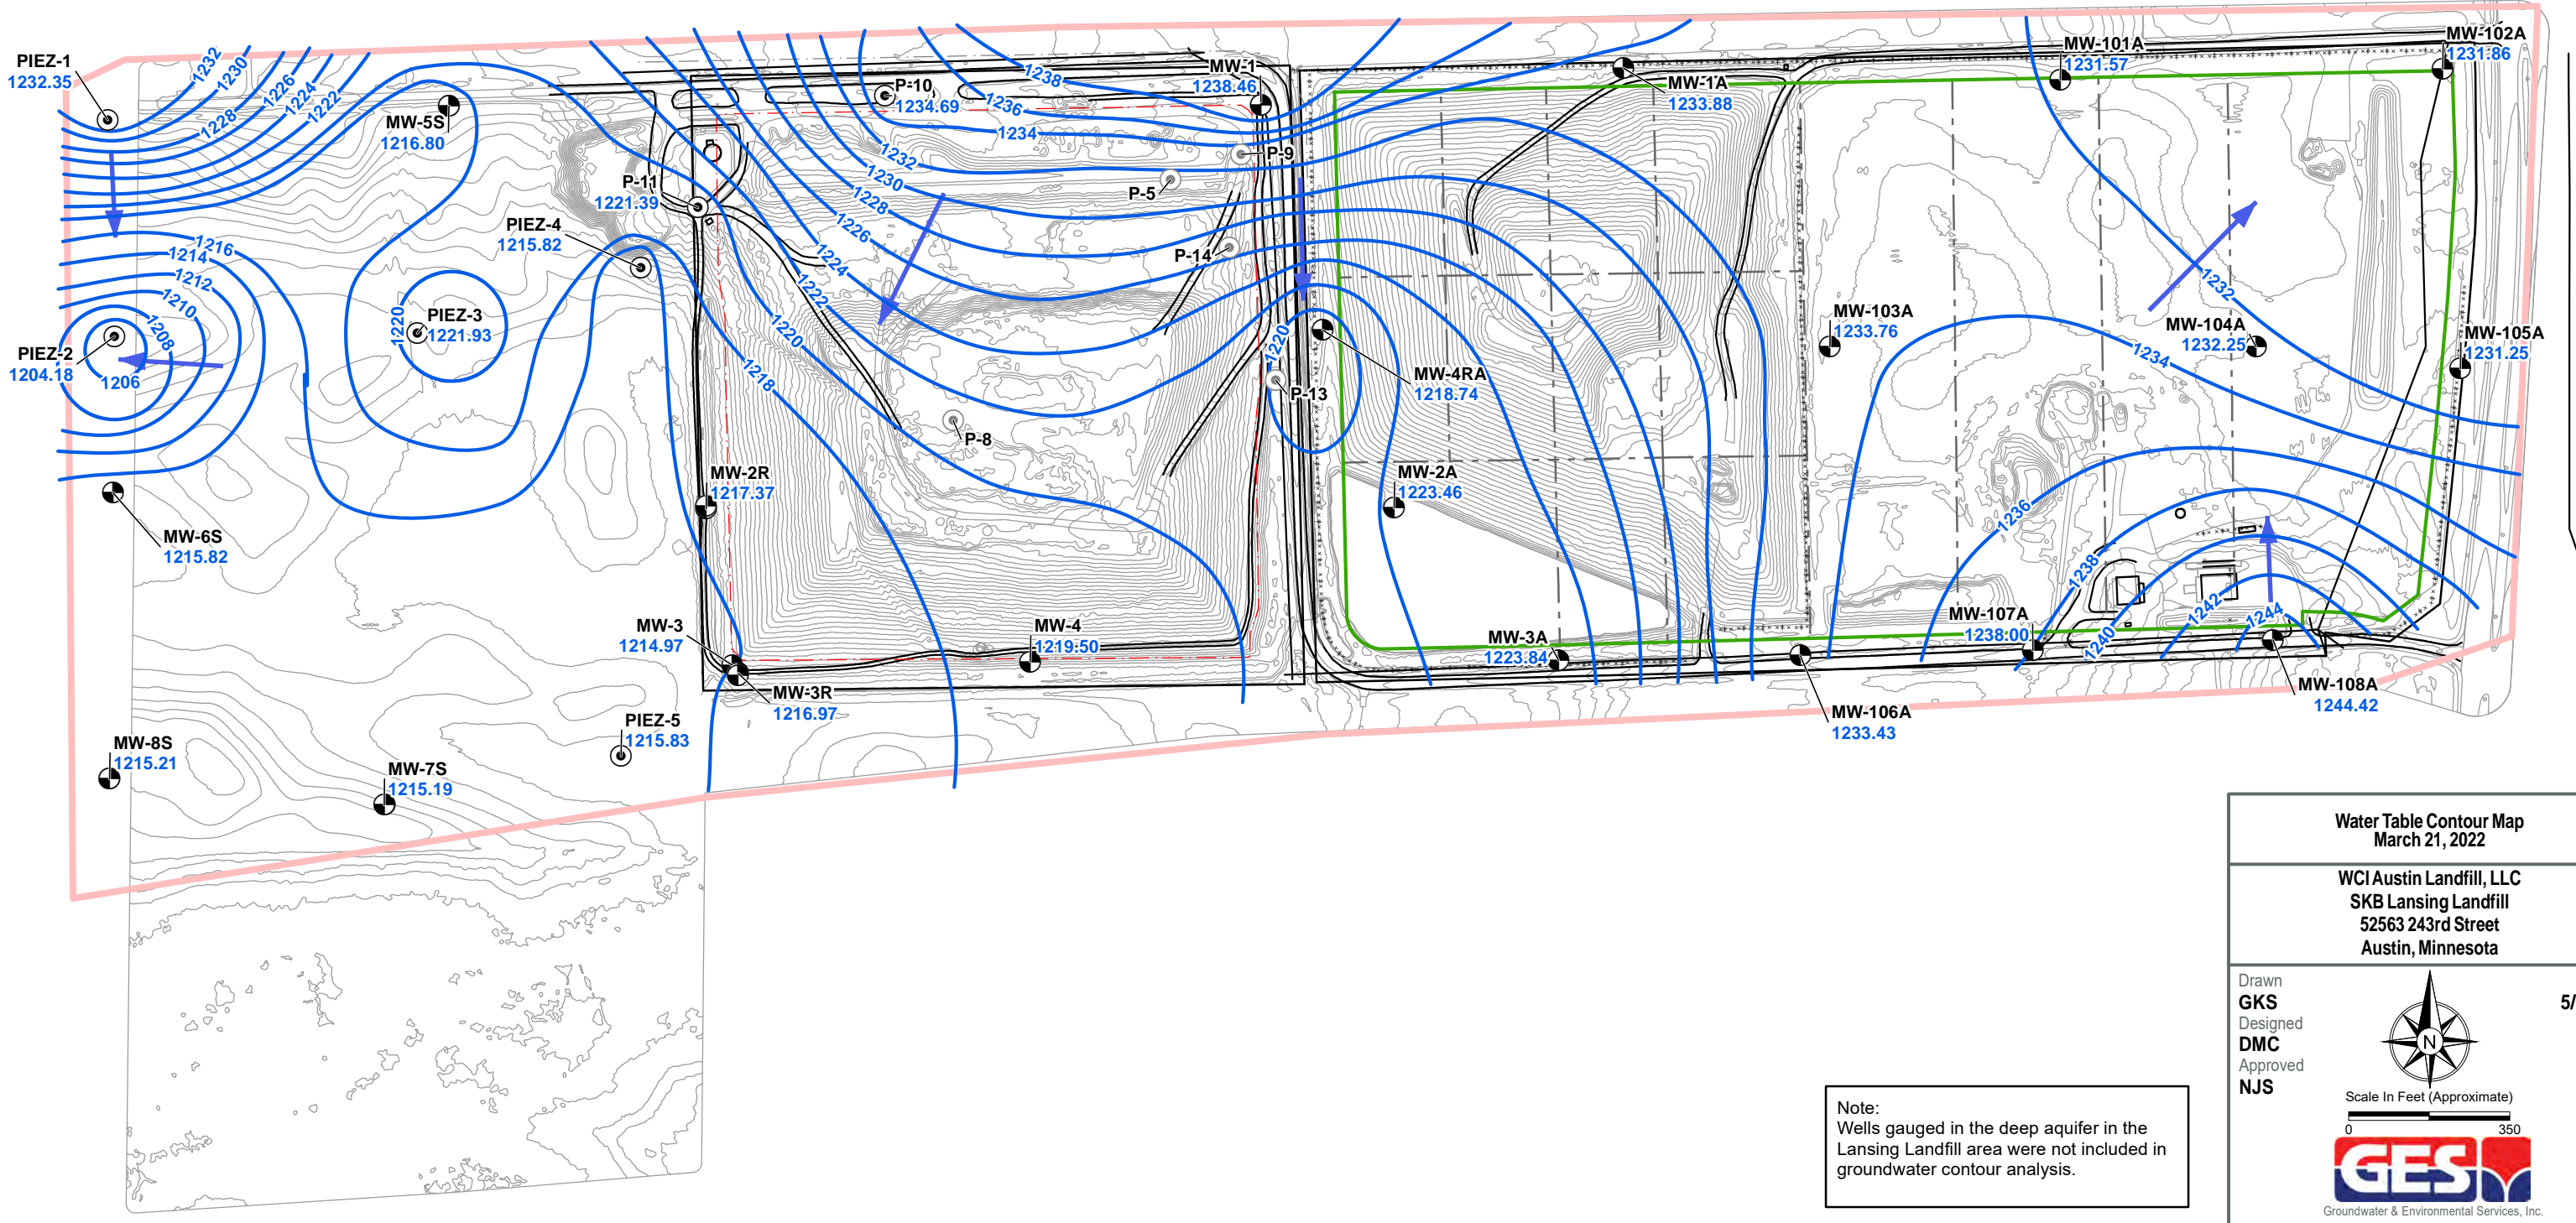 PIEZ-1
1232.35
1232
1230
1228
1226
1224
1222
MW-5S
1216.80
P-10
1234.69
MW-1
1238.46
1238
1236
1234
1232
1230
1228
1226
1224
1222
1220
1218
P-9
P-5
P-14
P-11
1221.39
PIEZ-4
1215.82
MW-1A
1233.88
MW-101A
1231.57
MW-102A
1231.86
1216
1214
1212
1210
1208
1206
PIEZ-2
1204.18
1220
PIEZ-3
1221.93
1220
P-13
P-8
MW-4RA
1218.74
MW-103A
1233.76
1232
MW-104A
1232.25
1234
MW-105A
1231.25
MW-2R
1217.37
MW-2A
1223.46
MW-6S
1215.82
1236
1238
1240
1242
1244
MW-3
1214.97
MW-4
1219.50
MW-3A
1223.84
MW-107A
1238.00
MW-3R
1216.97
MW-106A
1233.43
MW-108A
1244.42
PIEZ-5
1215.83
MW-8S
1215.21
MW-7S
1215.19
Water Table Contour Map
March 21, 2022
WCI Austin Landfill, LLC
SKB Lansing Landfill
52563 243rd Street
Austin, Minnesota
Drawn
GKS
5/
Designed
DMC
Approved
NJS
N
Scale In Feet (Approximate)
0 350
GES
Groundwater & Environmental Services, Inc.
Note:
Wells gauged in the deep aquifer in the
Lansing Landfill area were not included in
groundwater contour analysis.